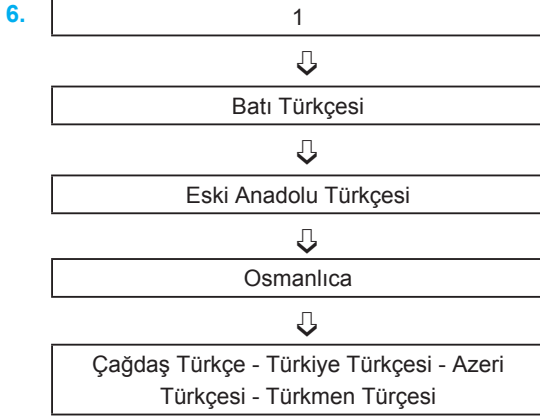 6.
1
Batı Türkçesi
Eski Anadolu Türkçesi
Osmanlıca
Çağdaş Türkçe - Türkiye Türkçesi - Azeri
Türkçesi - Türkmen Türçesi